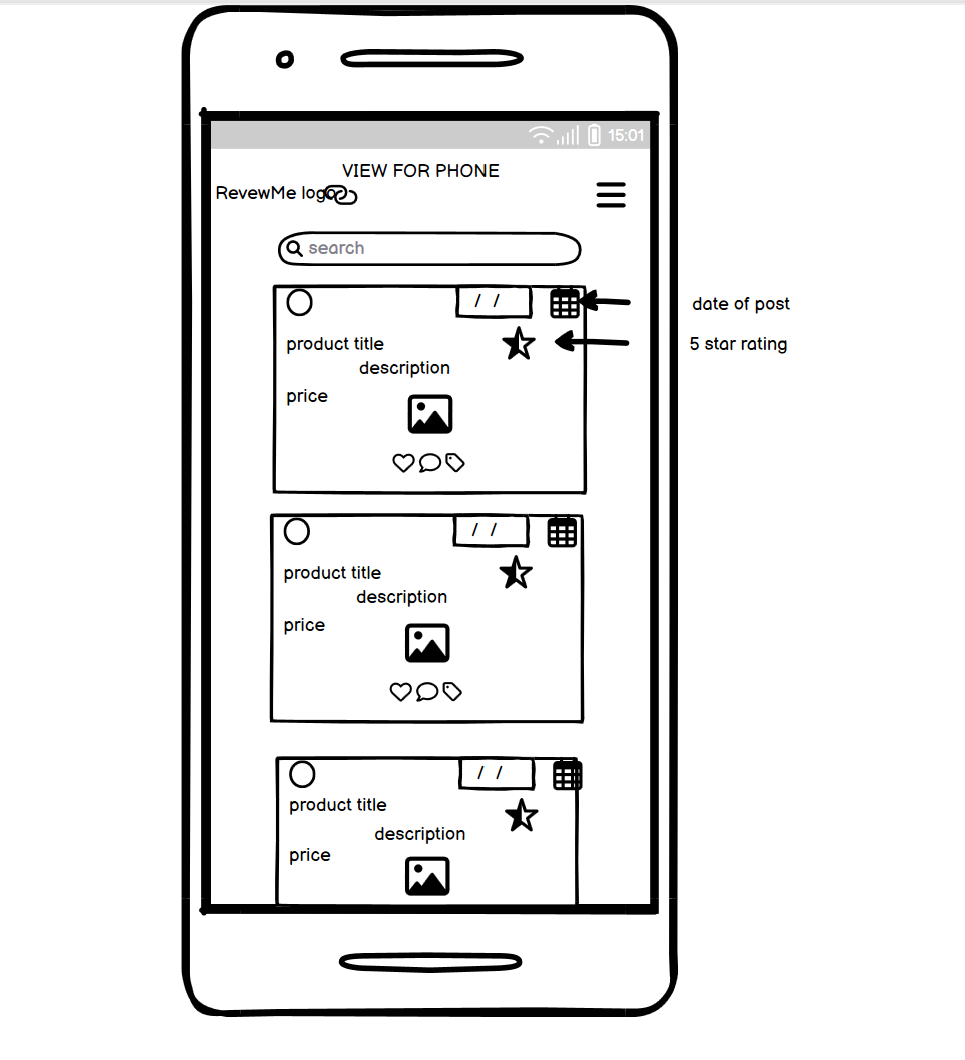 15:01
VIEW FOR PHONE
RevewMe logo
search
/ /
date of post
product title
5 star rating
description
price
/ /
product title
description
price
/ /
product title
description
price